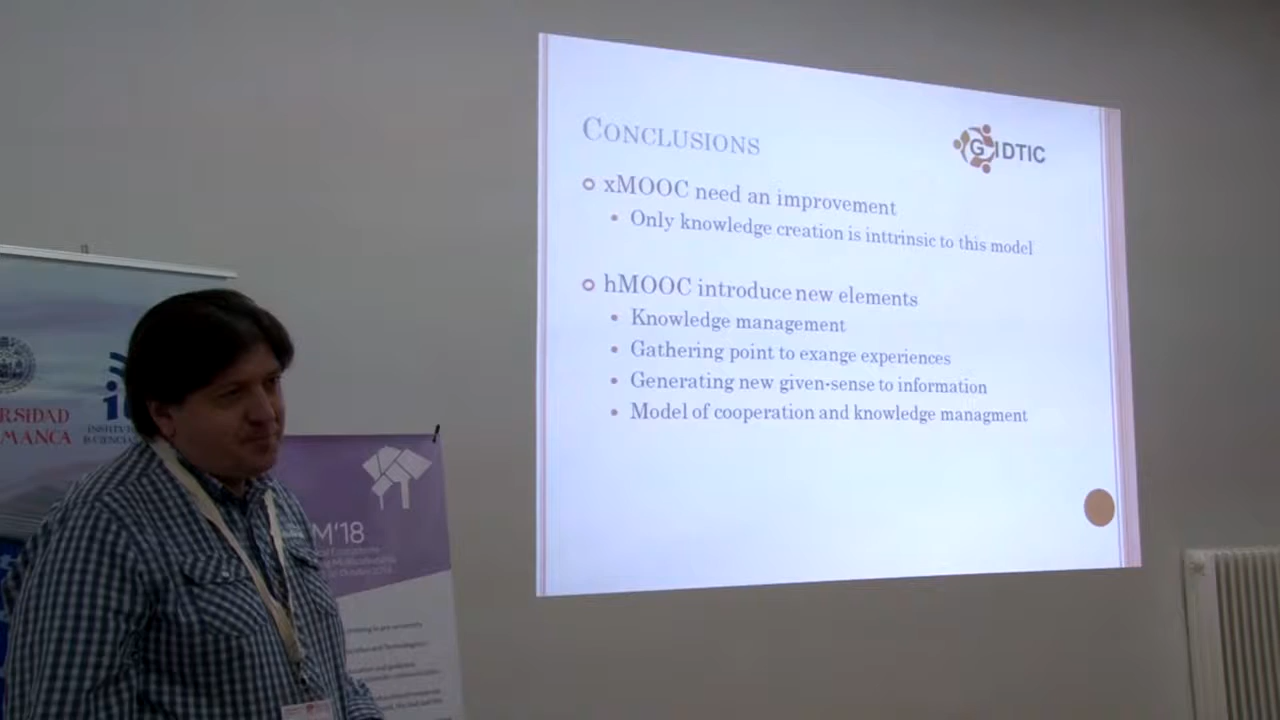 CONCLUSIONS
GIDTIC
xMOOC need an improvement
Only knowledge creation is inttrinsic to this model
hMOOC introduce new elements
Knowledge management
Gathering point to exange experiences
Generating new given-sense to information
Model of cooperation and knowledge managment
RSIDAD
AMANCA
M'18